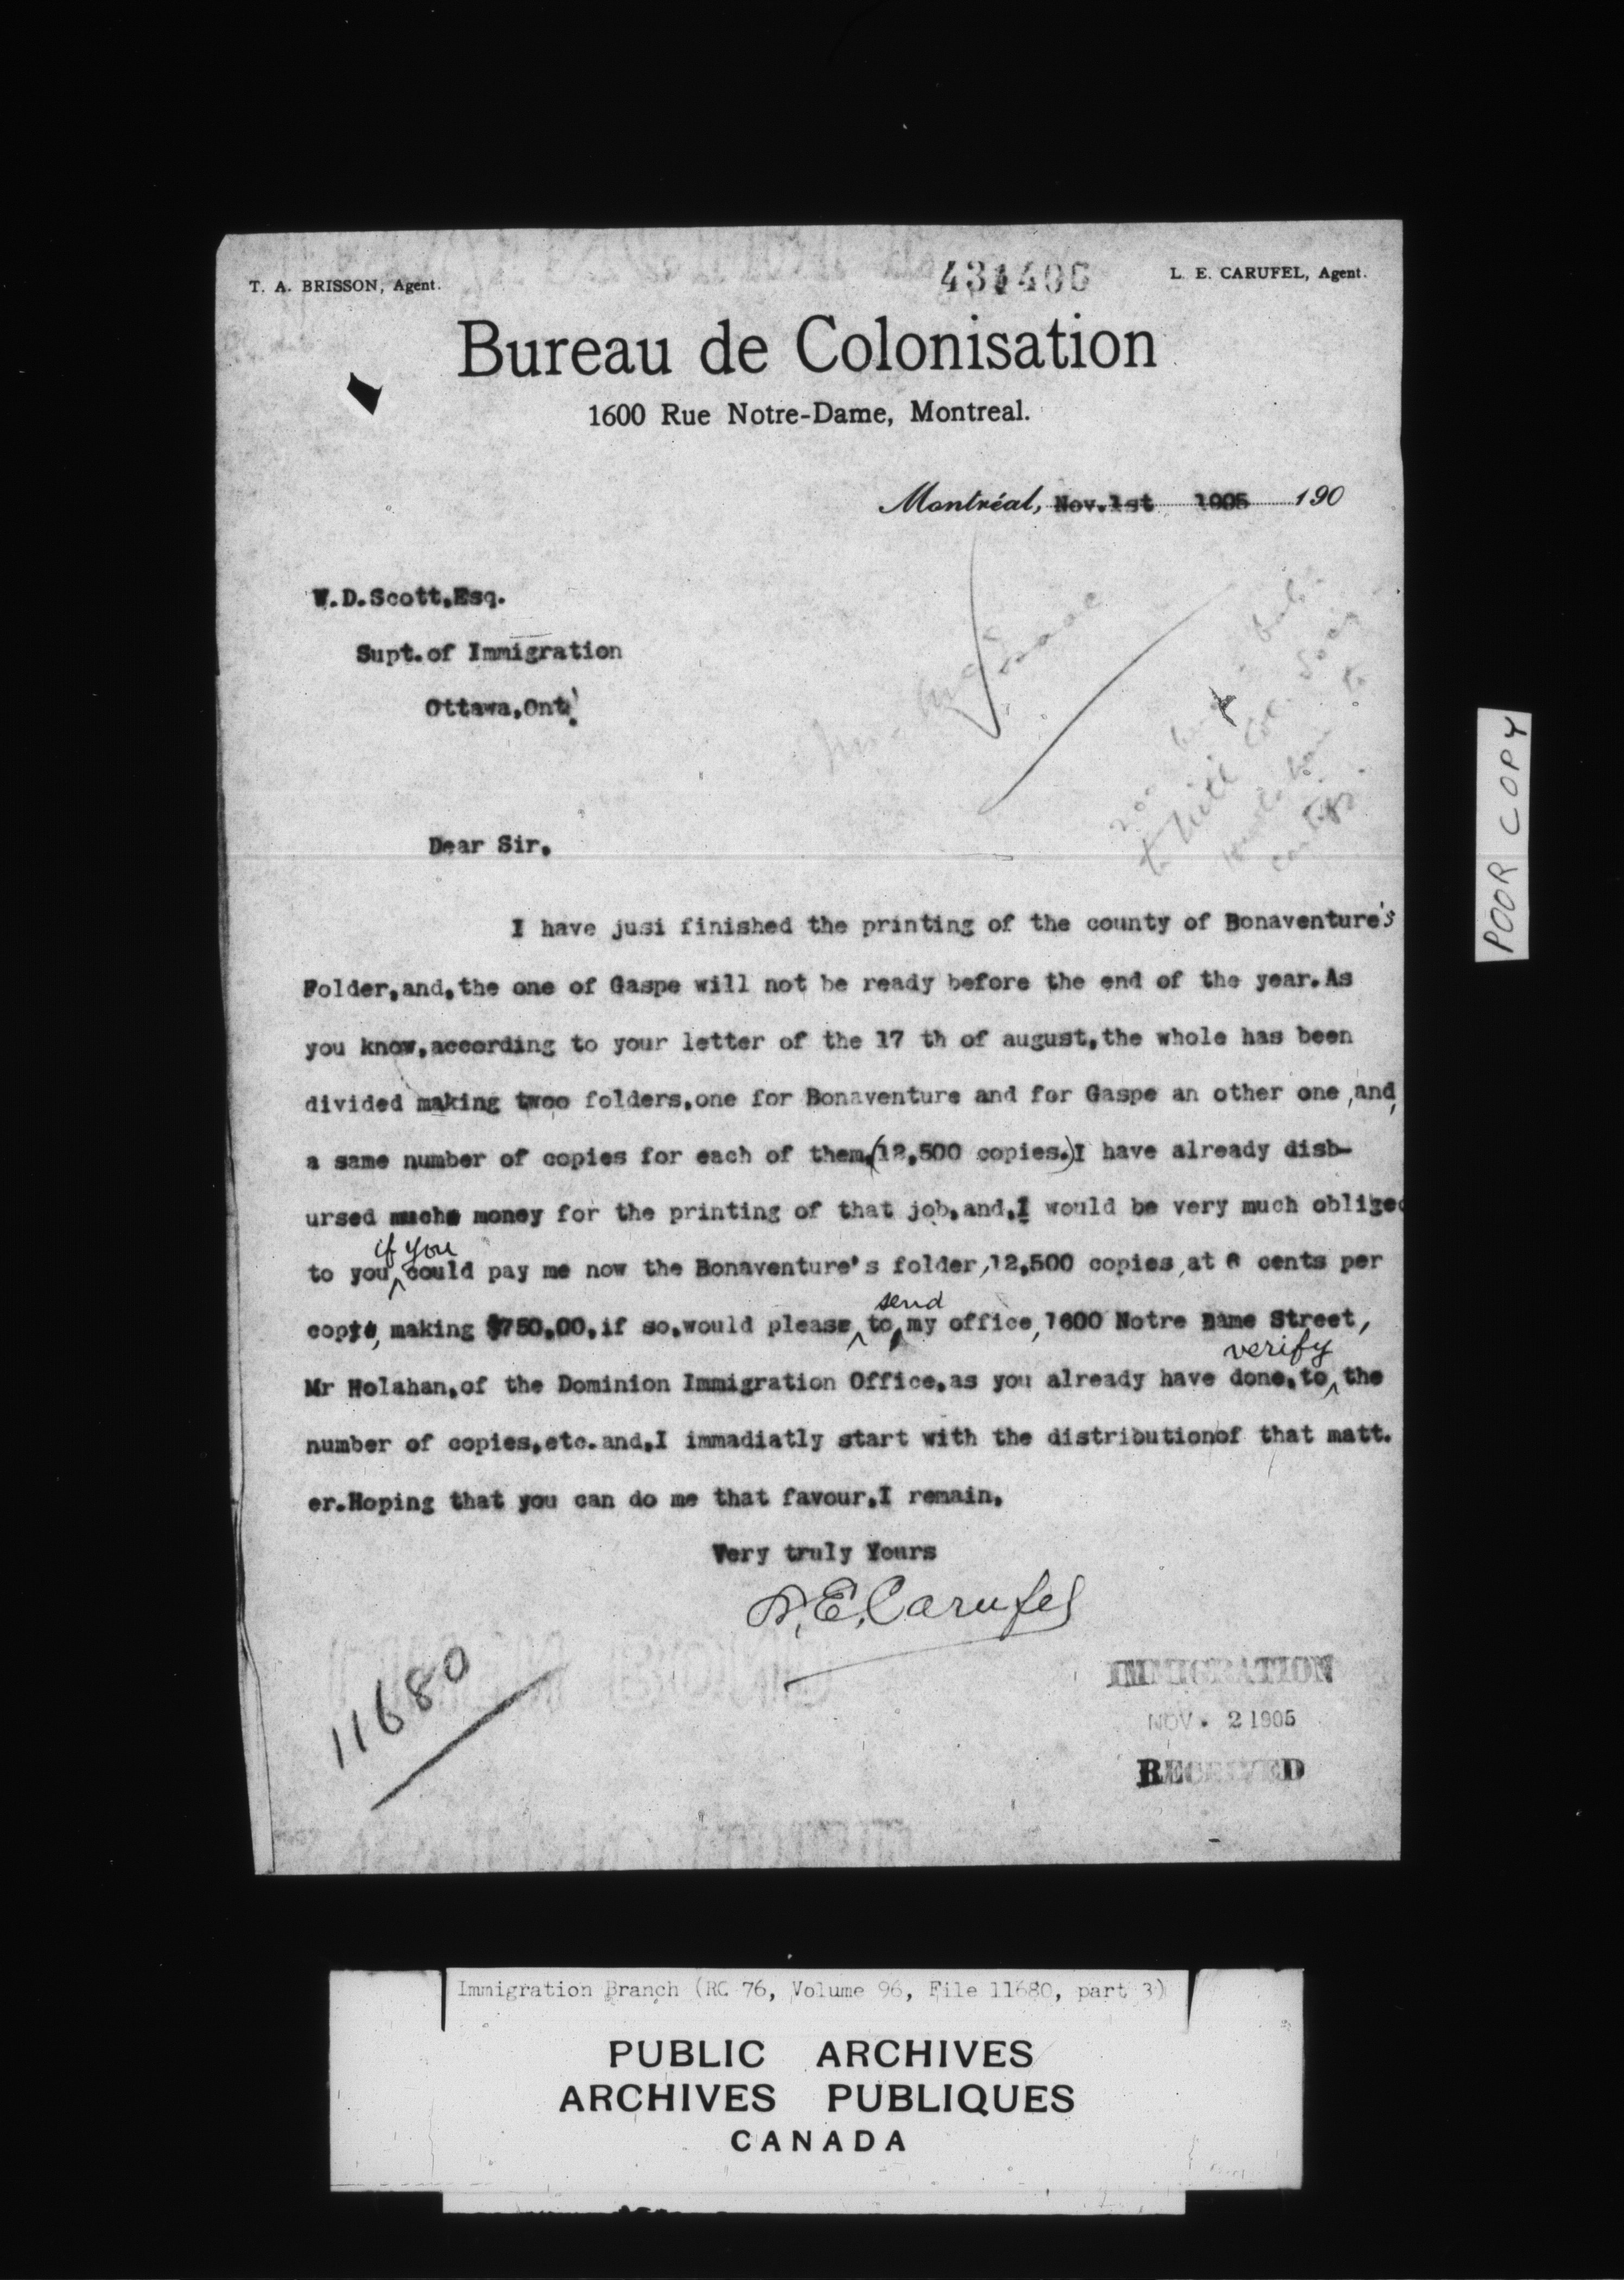 T. A. BRISSON, Agent.
L. E. CARUFEL, Agent.
Bureau de Colonisation
1600 Rue Notre-Dame, Montreal.
Montréal, Nov.1st 1905 190
W.D.Scott,Esq.
Supt.of Immigration
Ottawa,Ont.
Dear Sir.
I have jusi finished the printing of the county of Bonaventure's
Folder,and,the one of Gaspe will not be ready before the end of the year.As
you know,according to your letter of the 17 th of august,the whole has been
divided making twoo folders,one for Bonaventure and for Gaspe an other one,and,
a same number of copies for each of them,(12,500 copies.)I have already disb-
ursed much money for the printing of that job,and,I would be very much obliged
to you if you could pay me now the Bonaventure's folder,12,500 copies,at 6 cents per
copy, making $750,00,if so,would please send to my office,1600 Notre Dame Street,
Mr Holahan,of the Dominion Immigration Office,as you already have done,to verify the
number of copies,etc.and,I immadiatly start with the distributionof that matt.
er.Hoping that you can do me that favour,I remain,
Very truly Yours
L.E.Carufel
11680
IMMIGRATION
NOV. 2 1905
RECEIVED
POOR COPY
Immigration Branch (RG 76, Volume 96, File 11680, part 3)
PUBLIC ARCHIVES
ARCHIVES PUBLIQUES
CANADA